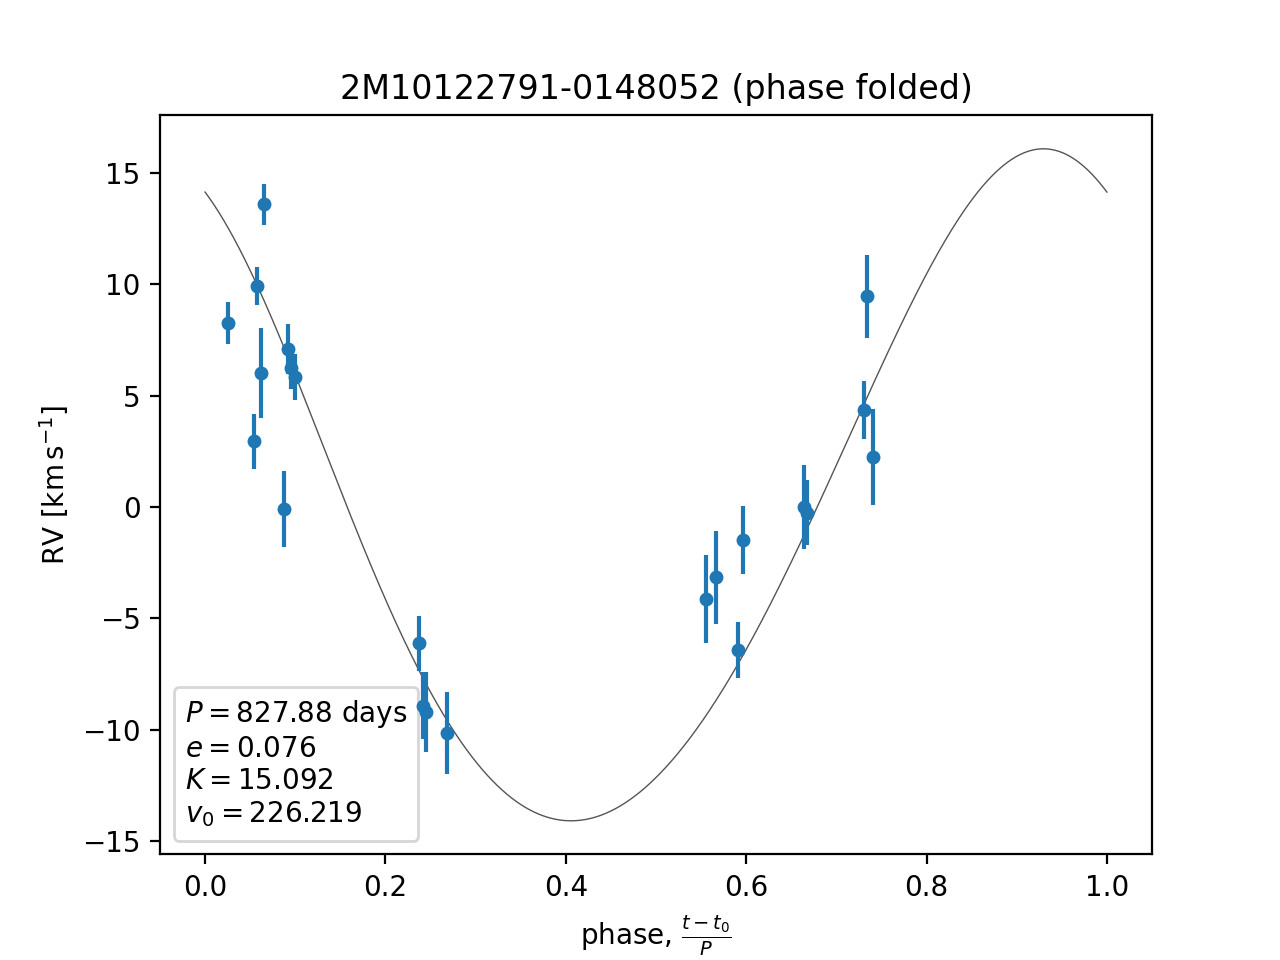 2M10122791-0148052 (phase folded)
RV [km s⁻¹]
15
10
5
0
−5
−10
−15
P = 827.88 days
e = 0.076
K = 15.092
v₀ = 226.219
0.0 0.2 0.4 0.6 0.8 1.0
phase, (t − t₀)/P